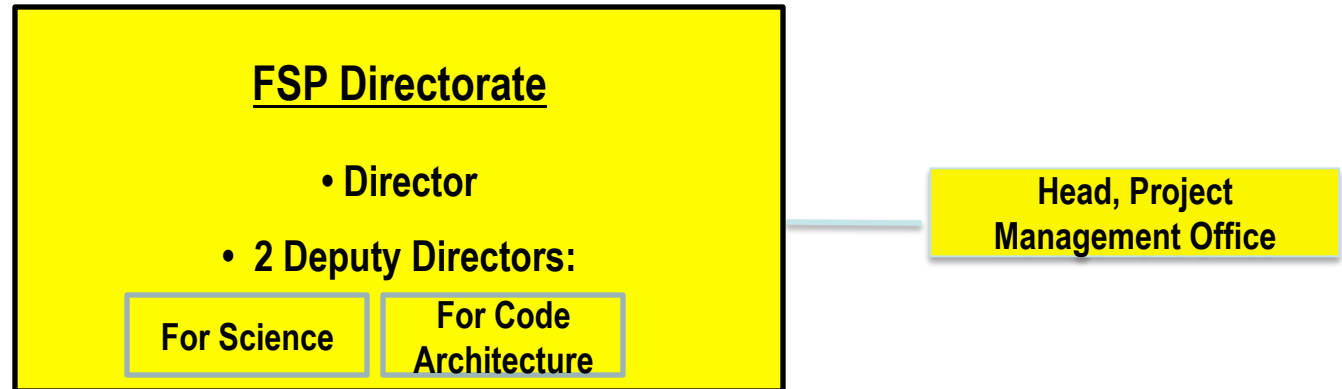 FSP Directorate
• Director
• 2 Deputy Directors:
For Science
For Code
Architecture
Head, Project
Management Office